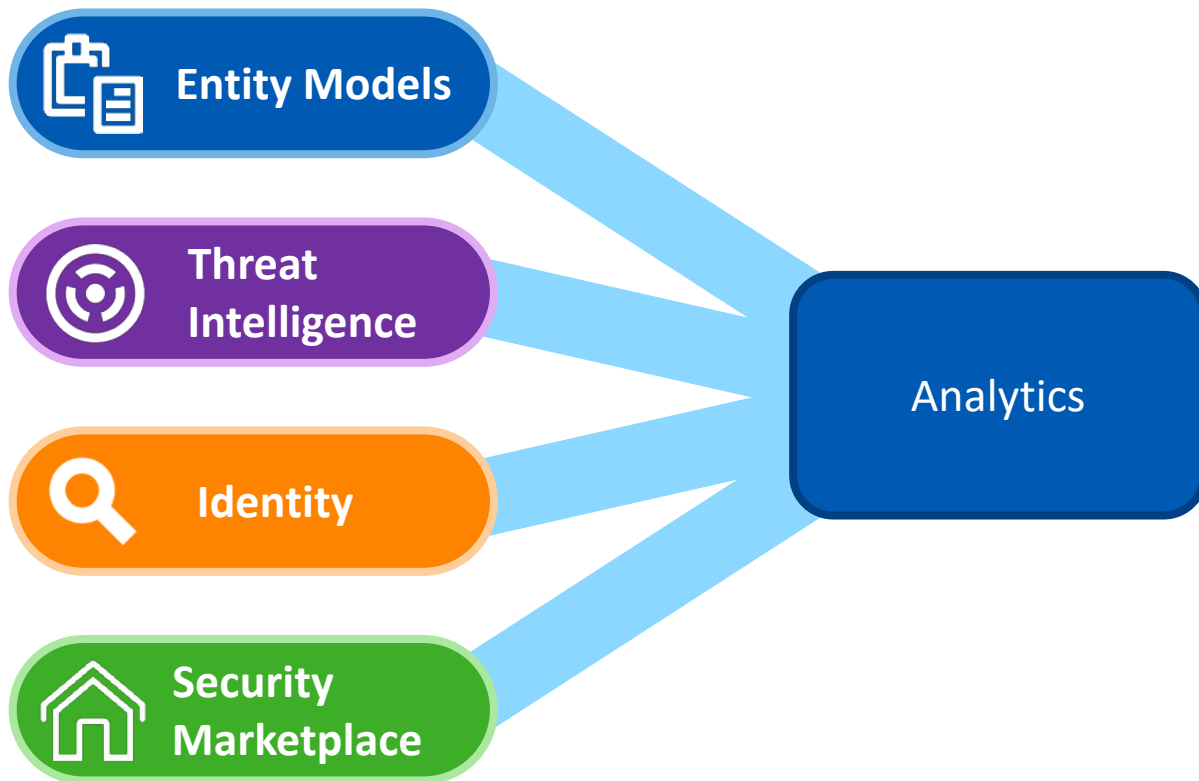 Entity Models
Threat
Intelligence
Analytics
Identity
Security
Marketplace